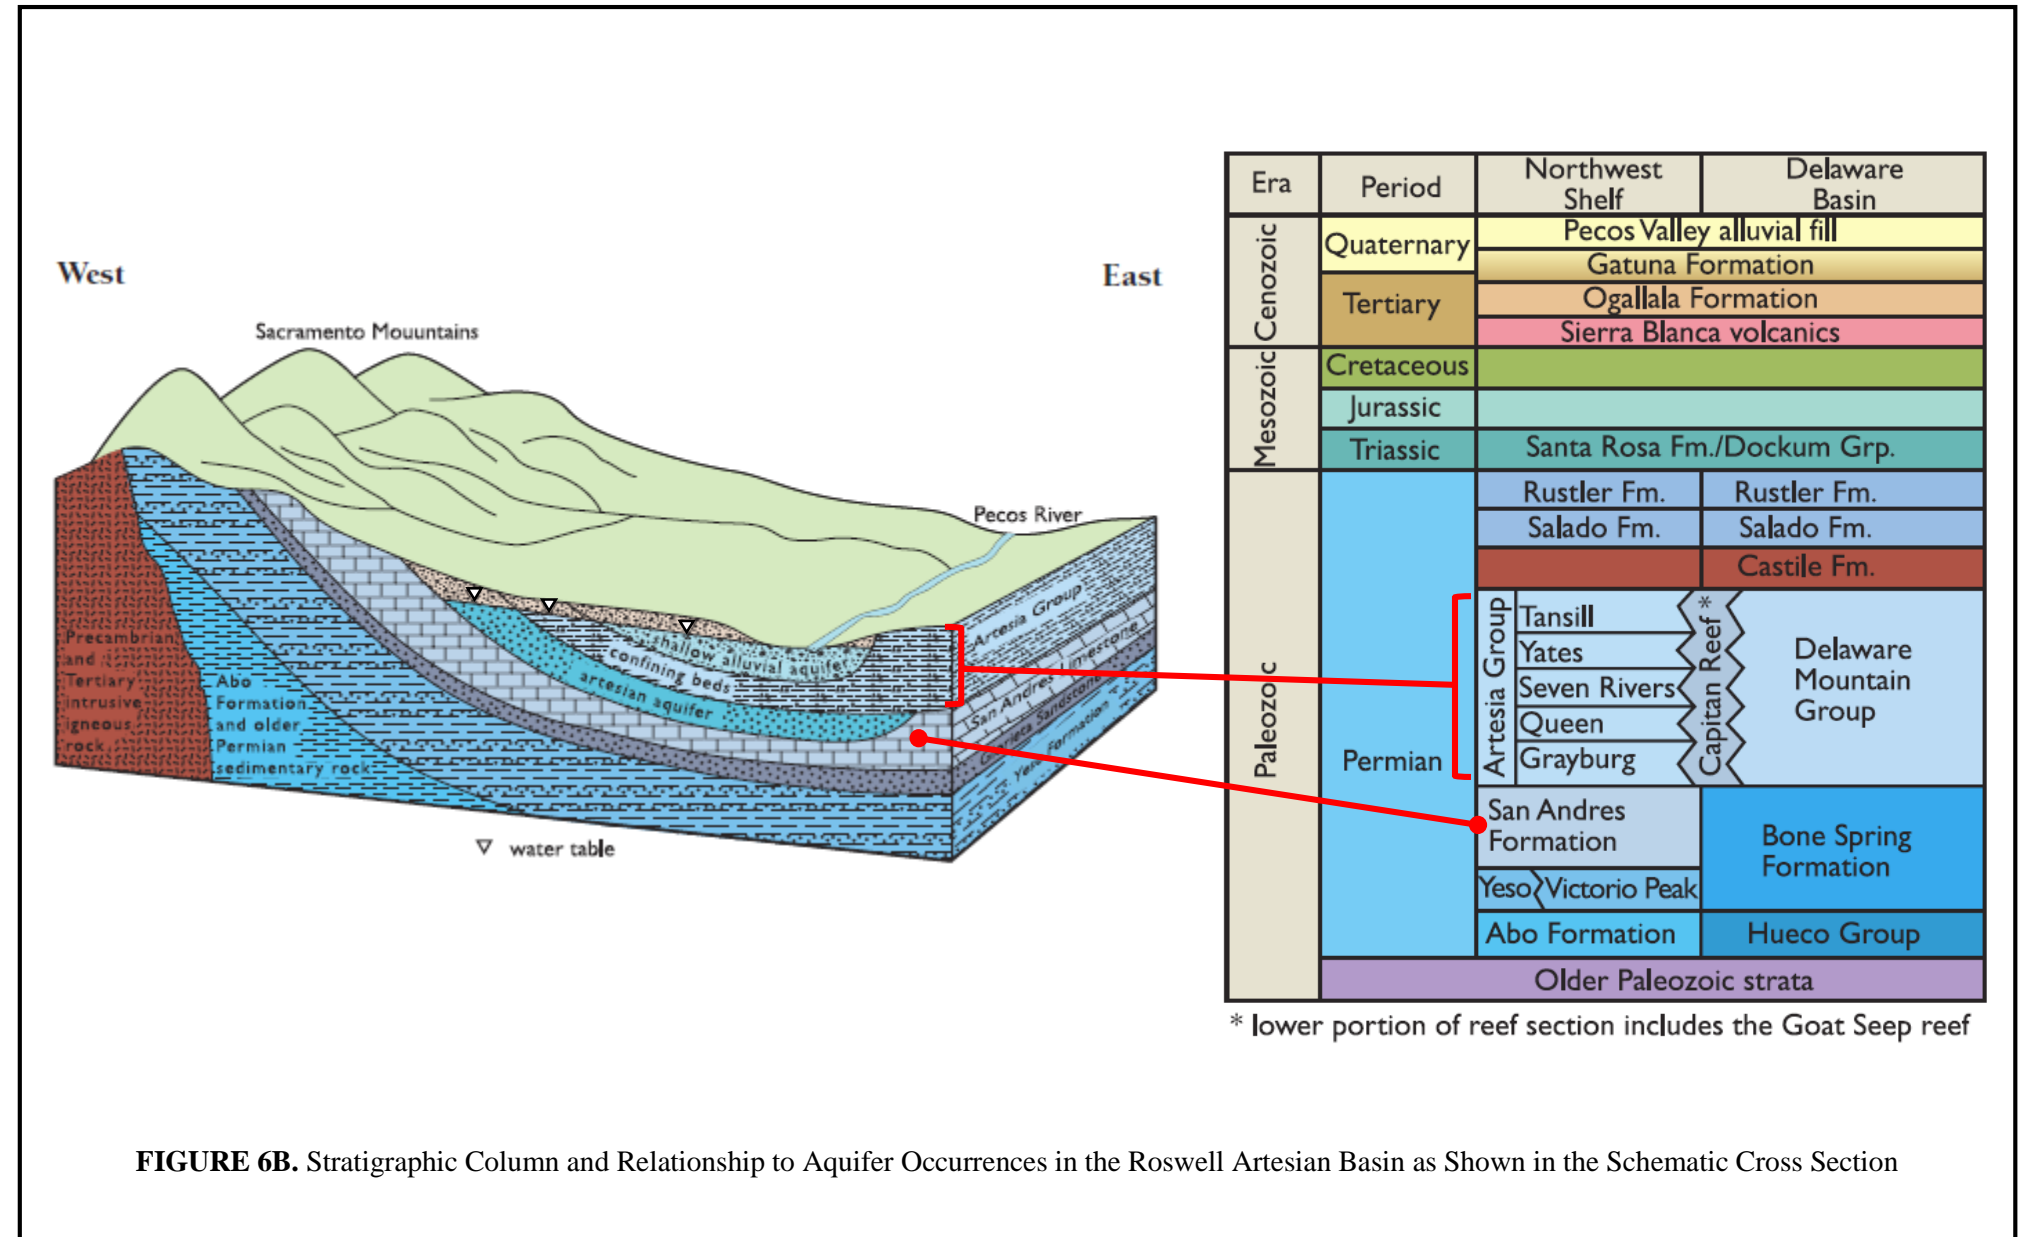 West
East
Sacramento Mouuntains
Pecos River
Precambrian
and
Tertiary
intrusive
igneous
rock
Abo
Formation
and older
Permian
sedimentary rock
shallow alluvial aquifer
confining beds
artesian aquifer
Artesia Group
San Andres Limestone
Glorieta Sandstone
Yeso Formation
▽ water table
Era
Period
Northwest
Shelf
Delaware
Basin
Cenozoic
Quaternary
Pecos Valley alluvial fill
Gatuna Formation
Tertiary
Ogallala Formation
Sierra Blanca volcanics
Mesozoic
Cretaceous
Jurassic
Triassic
Santa Rosa Fm./Dockum Grp.
Paleozoic
Permian
Rustler Fm.
Rustler Fm.
Salado Fm.
Salado Fm.
Castile Fm.
Artesia Group
Tansill
Yates
Seven Rivers
Queen
Grayburg
Capitan Reef *
Delaware
Mountain
Group
San Andres
Formation
Bone Spring
Formation
Yeso
Victorio Peak
Abo Formation
Hueco Group
Older Paleozoic strata
* lower portion of reef section includes the Goat Seep reef
FIGURE 6B. Stratigraphic Column and Relationship to Aquifer Occurrences in the Roswell Artesian Basin as Shown in the Schematic Cross Section